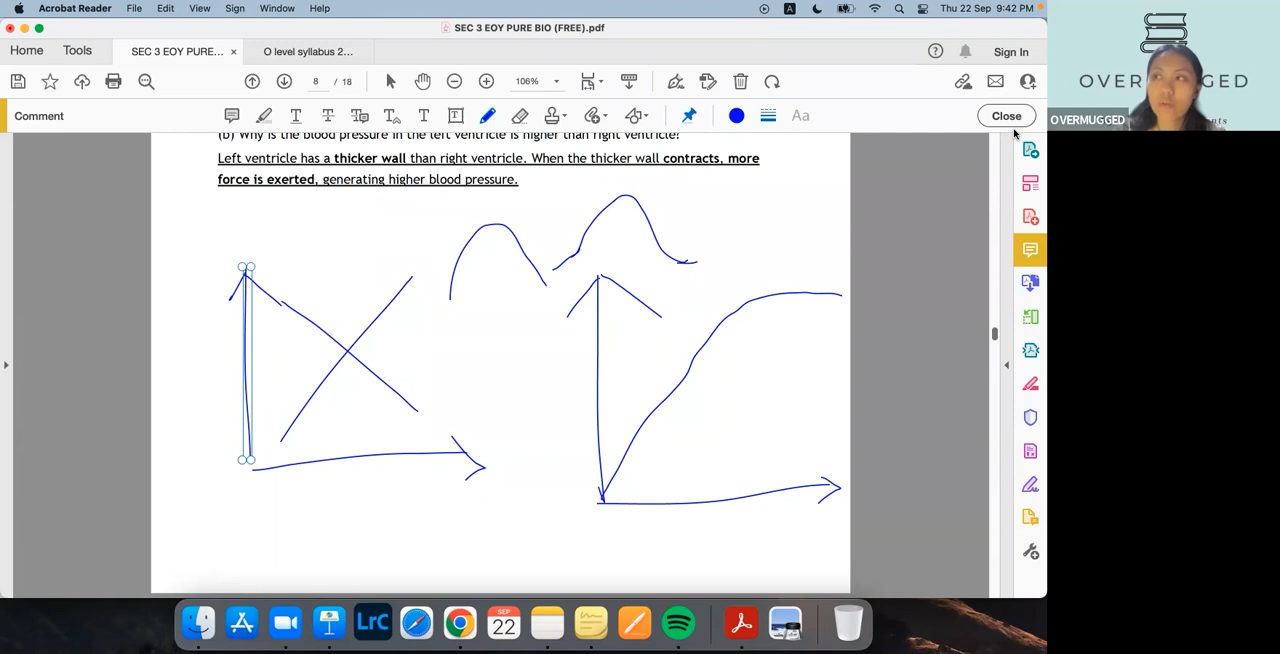 Acrobat Reader File Edit View Sign Window Help A Thu 22 Sep 9:42 PM
SEC 3 EOY PURE BIO (FREE).pdf
Home Tools SEC 3 EOY PURE... × O level syllabus 2... Sign In
8 / 18 106%
Comment Aa Close
(b) Why is the blood pressure in the left ventricle is higher than right ventricle?
Left ventricle has a thicker wall than right ventricle. When the thicker wall contracts, more
force is exerted, generating higher blood pressure.
OVERMUGGED
LrC SEP 22